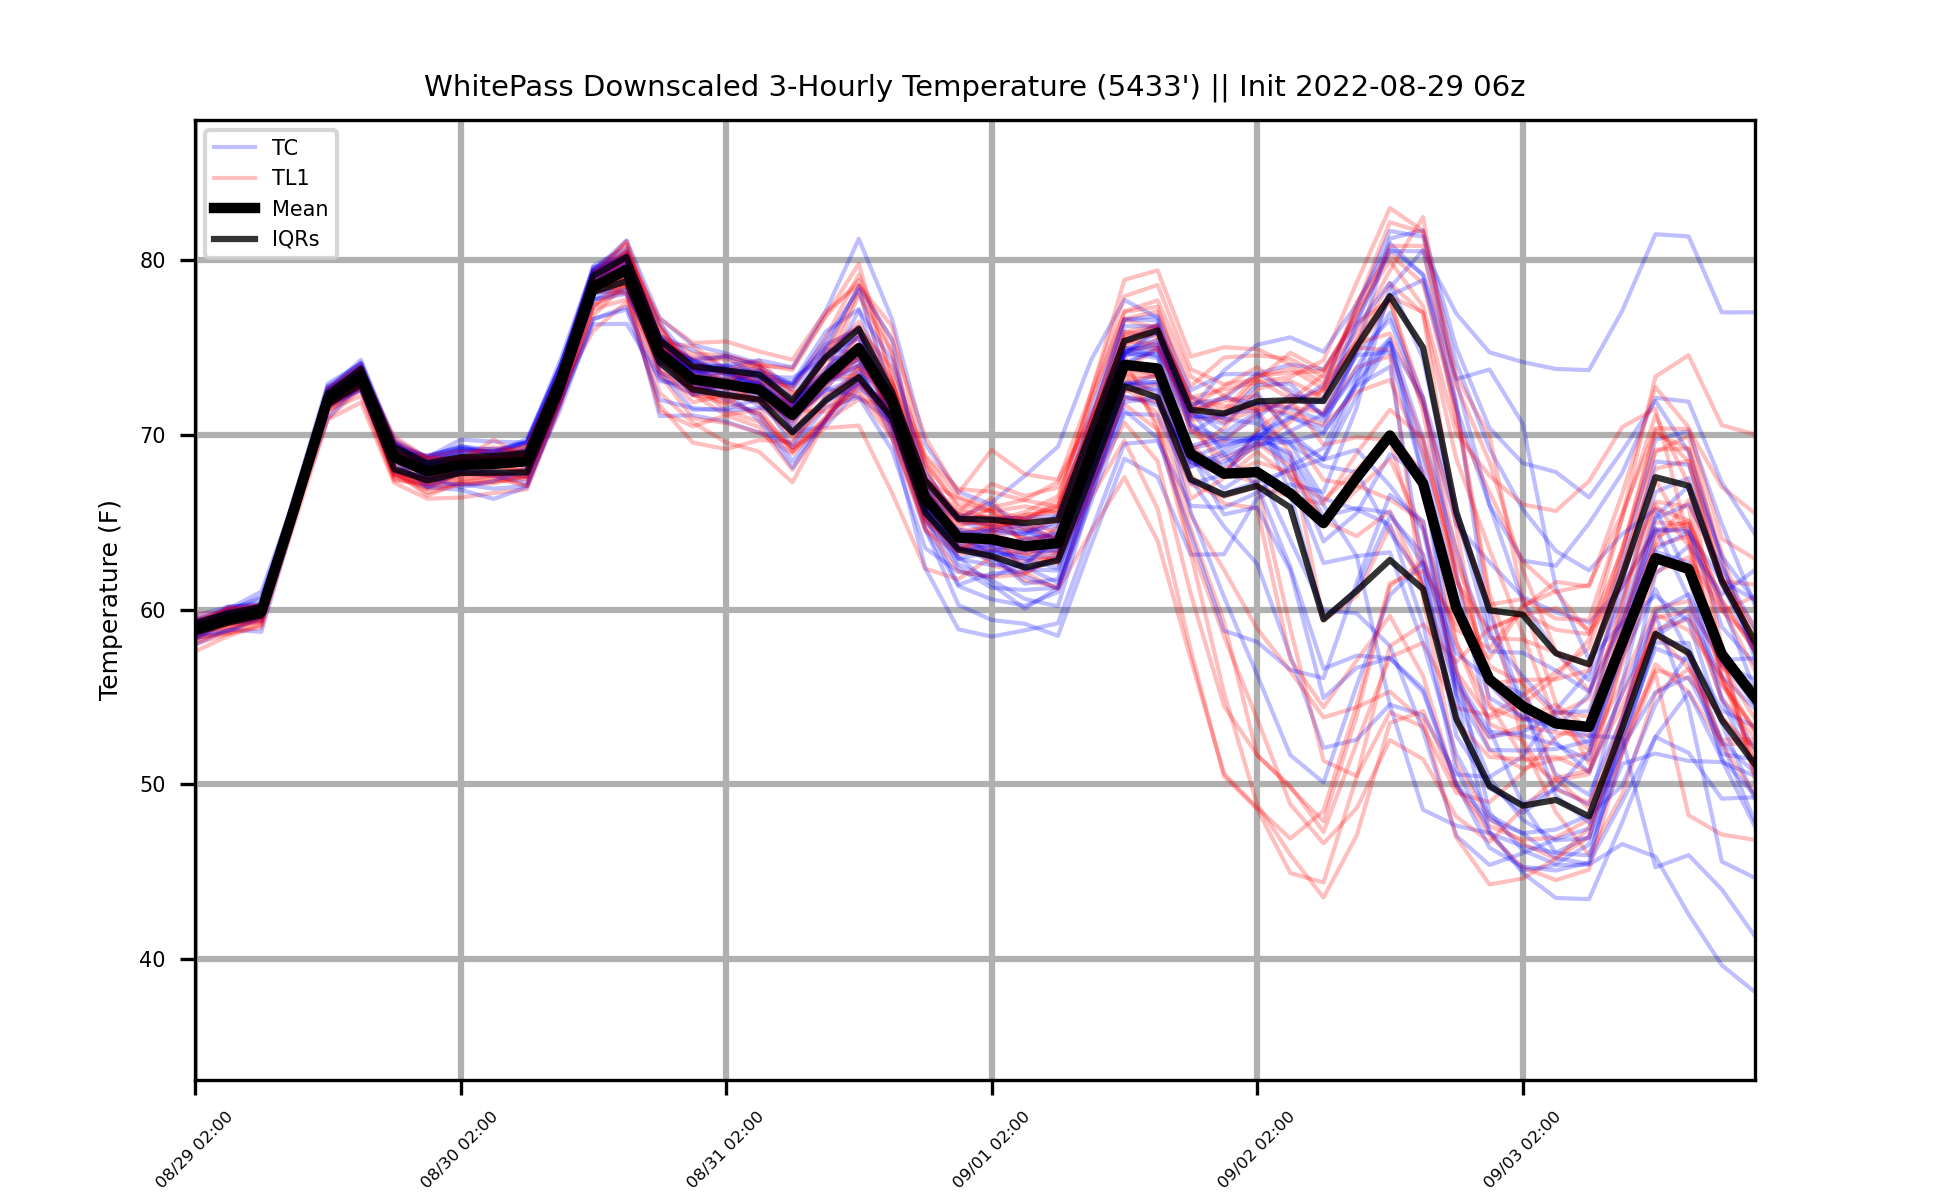 WhitePass Downscaled 3-Hourly Temperature (5433') || Init 2022-08-29 06z
TC
TL1
Mean
IQRs
Temperature (F)
80
70
60
50
40
08/29 02:00
08/30 02:00
08/31 02:00
09/01 02:00
09/02 02:00
09/03 02:00